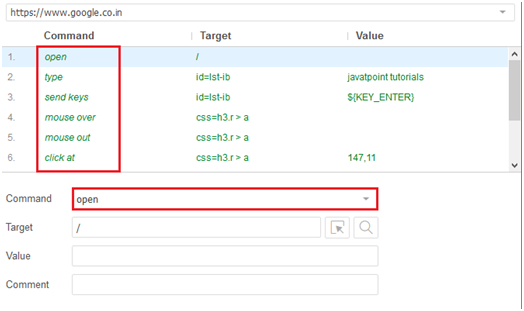 https://www.google.co.in
Command Target Value
1. open /
2. type id=lst-ib javatpoint tutorials
3. send keys id=lst-ib ${KEY_ENTER}
4. mouse over css=h3.r > a
5. mouse out css=h3.r > a
6. click at css=h3.r > a 147,11
Command open
Target /
Value
Comment